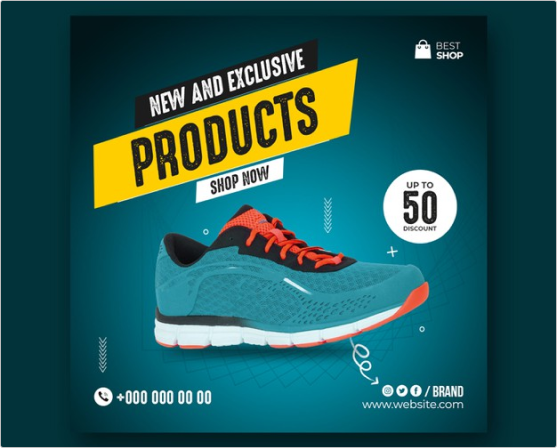 BEST
SHOP
NEW AND EXCLUSIVE
PRODUCTS
SHOP NOW
UP TO
50
DISCOUNT
+000 000 00 00
/ BRAND
www.website.com